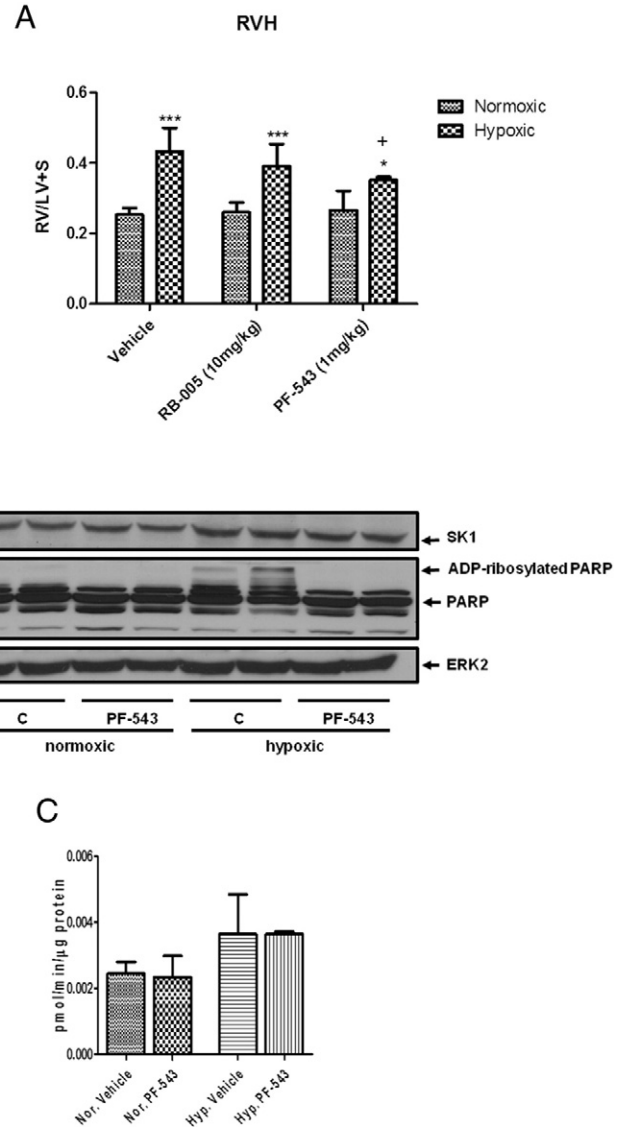 A
RVH
0.6
0.4
0.2
0.0
RV/LV+S
***
***
+
*
Normoxic
Hypoxic
Vehicle
RB-005 (10mg/kg)
PF-543 (1mg/kg)
SK1
ADP-ribosylated PARP
PARP
ERK2
C PF-543 C PF-543
normoxic hypoxic
C
0.006
0.004
0.002
0.000
pmol/min/µg protein
Nor. Vehicle
Nor. PF-543
Hyp. Vehicle
Hyp. PF-543